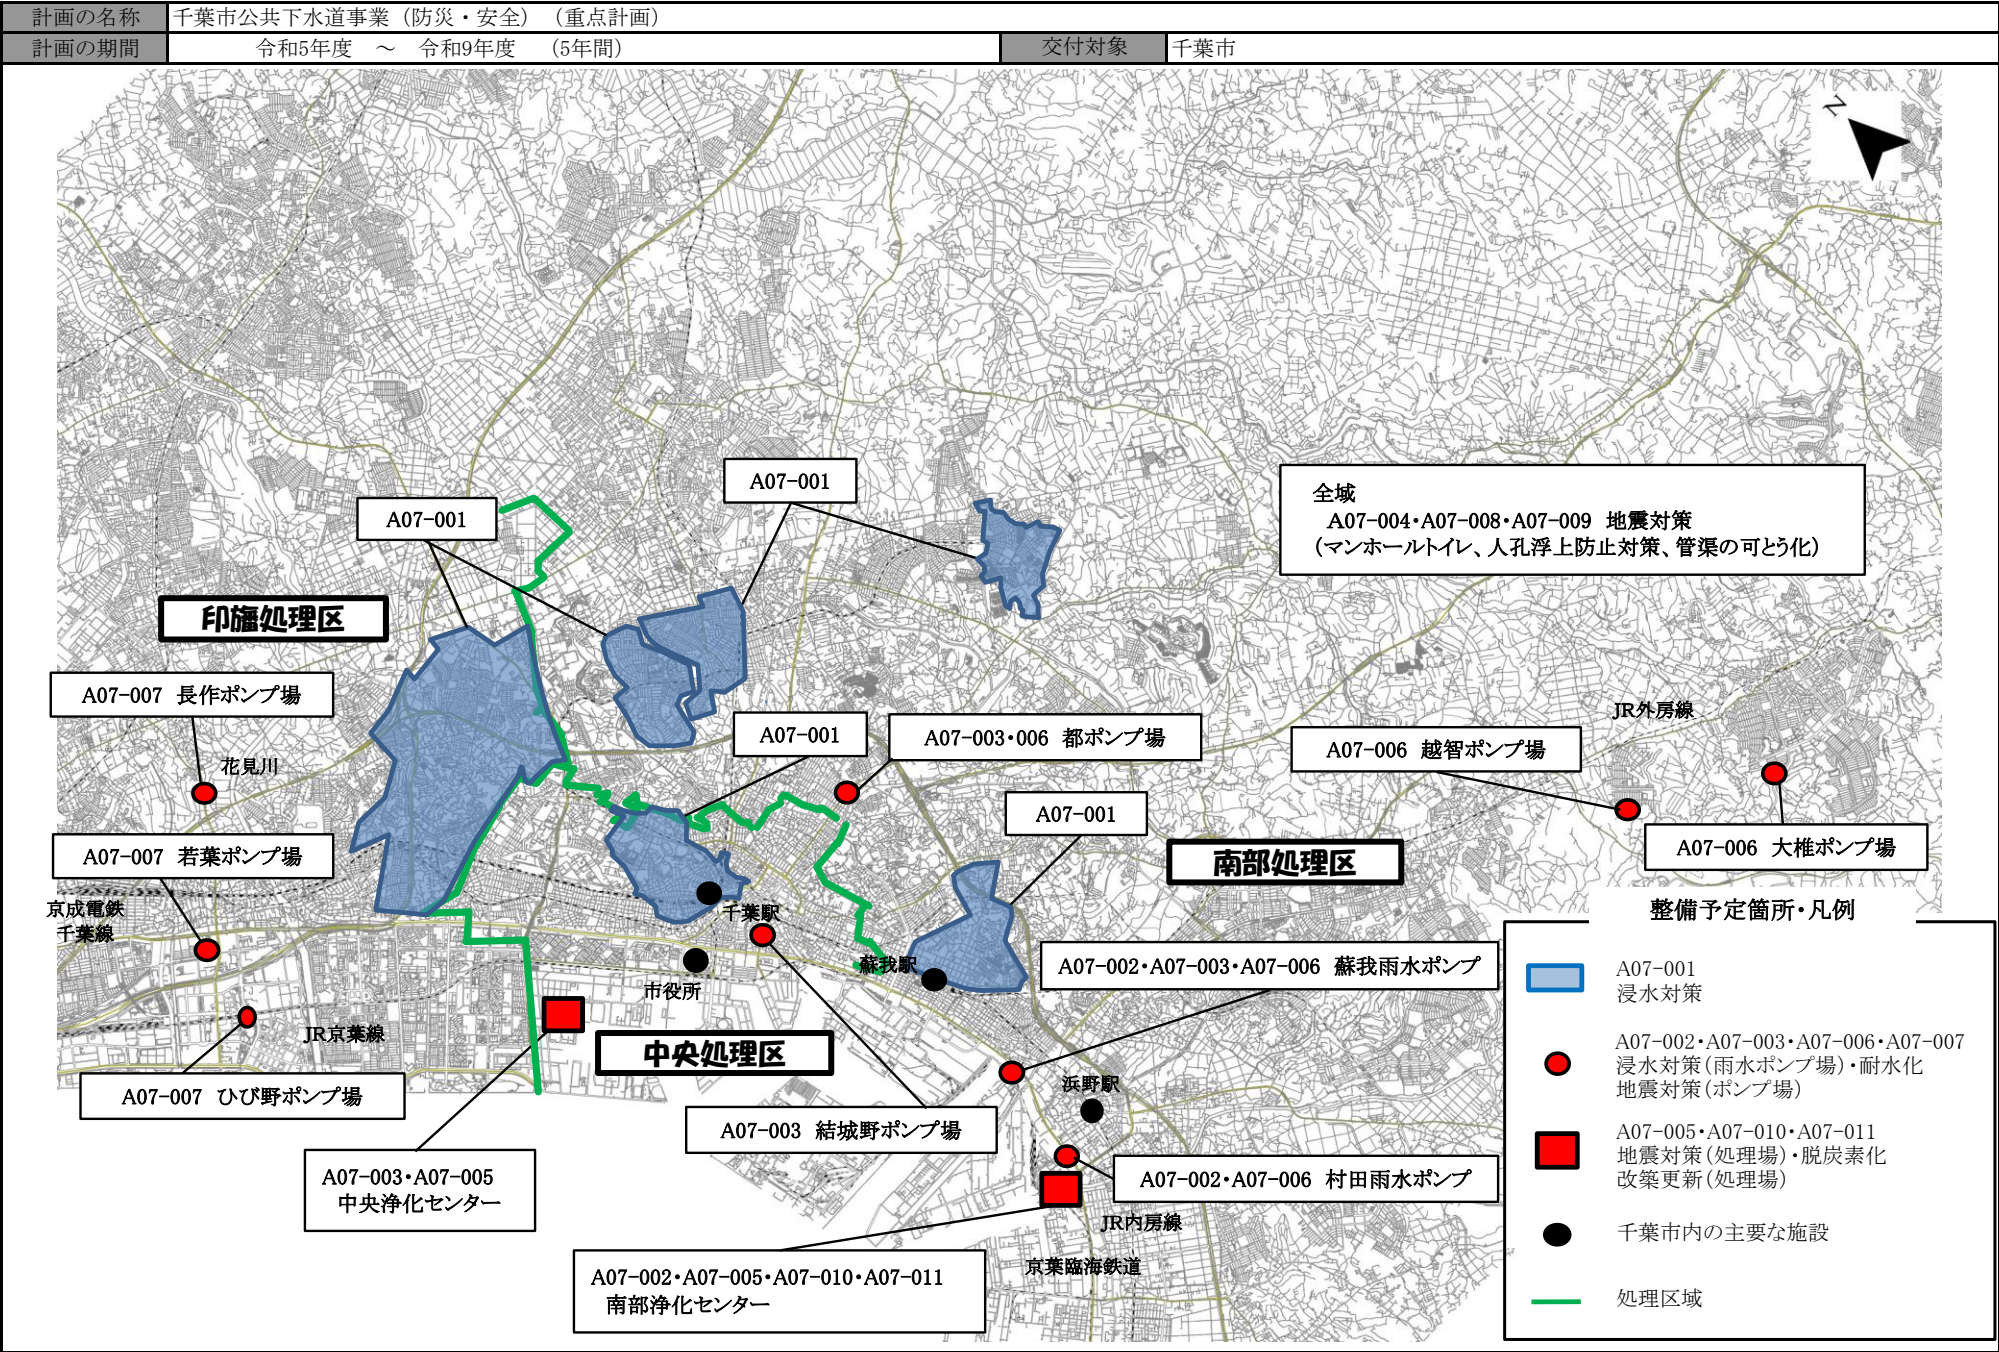 計画の名称 千葉市公共下水道事業（防災・安全）（重点計画）
計画の期間 令和5年度 ～ 令和9年度 （5年間） 交付対象 千葉市
N
A07-001
A07-001
全域
A07-004・A07-008・A07-009 地震対策
(マンホールトイレ、人孔浮上防止対策、管渠の可とう化)
印旛処理区
A07-007 長作ポンプ場
花見川
A07-001
A07-003・006 都ポンプ場
JR外房線
A07-006 越智ポンプ場
A07-001
A07-007 若葉ポンプ場
南部処理区
A07-006 大椎ポンプ場
京成電鉄
千葉線
千葉駅
蘇我駅
A07-002・A07-003・A07-006 蘇我雨水ポンプ
市役所
JR京葉線
中央処理区
浜野駅
A07-007 ひび野ポンプ場
A07-003 結城野ポンプ場
A07-003・A07-005
中央浄化センター
A07-002・A07-006 村田雨水ポンプ
JR内房線
京葉臨海鉄道
A07-002・A07-005・A07-010・A07-011
南部浄化センター
整備予定箇所・凡例
A07-001
浸水対策
A07-002・A07-003・A07-006・A07-007
浸水対策(雨水ポンプ場)・耐水化
地震対策(ポンプ場)
A07-005・A07-010・A07-011
地震対策(処理場)・脱炭素化
改築更新(処理場)
千葉市内の主要な施設
処理区域